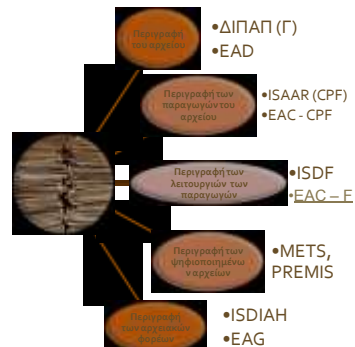 Περιγραφή
του αρχείου
•ΔΙΠΑΠ (Γ)
•EAD
Περιγραφή των
παραγωγών του
αρχείου
•ISAAR (CPF)
•EAC - CPF
Περιγραφή των
λειτουργιών των
παραγωγών
•ISDF
•EAC – F
Περιγραφή των
ψηφιοποιημένω
ν αρχείων
•METS,
PREMIS
Περιγραφή
των αρχειακών
φορέων
•ISDIAH
•EAG